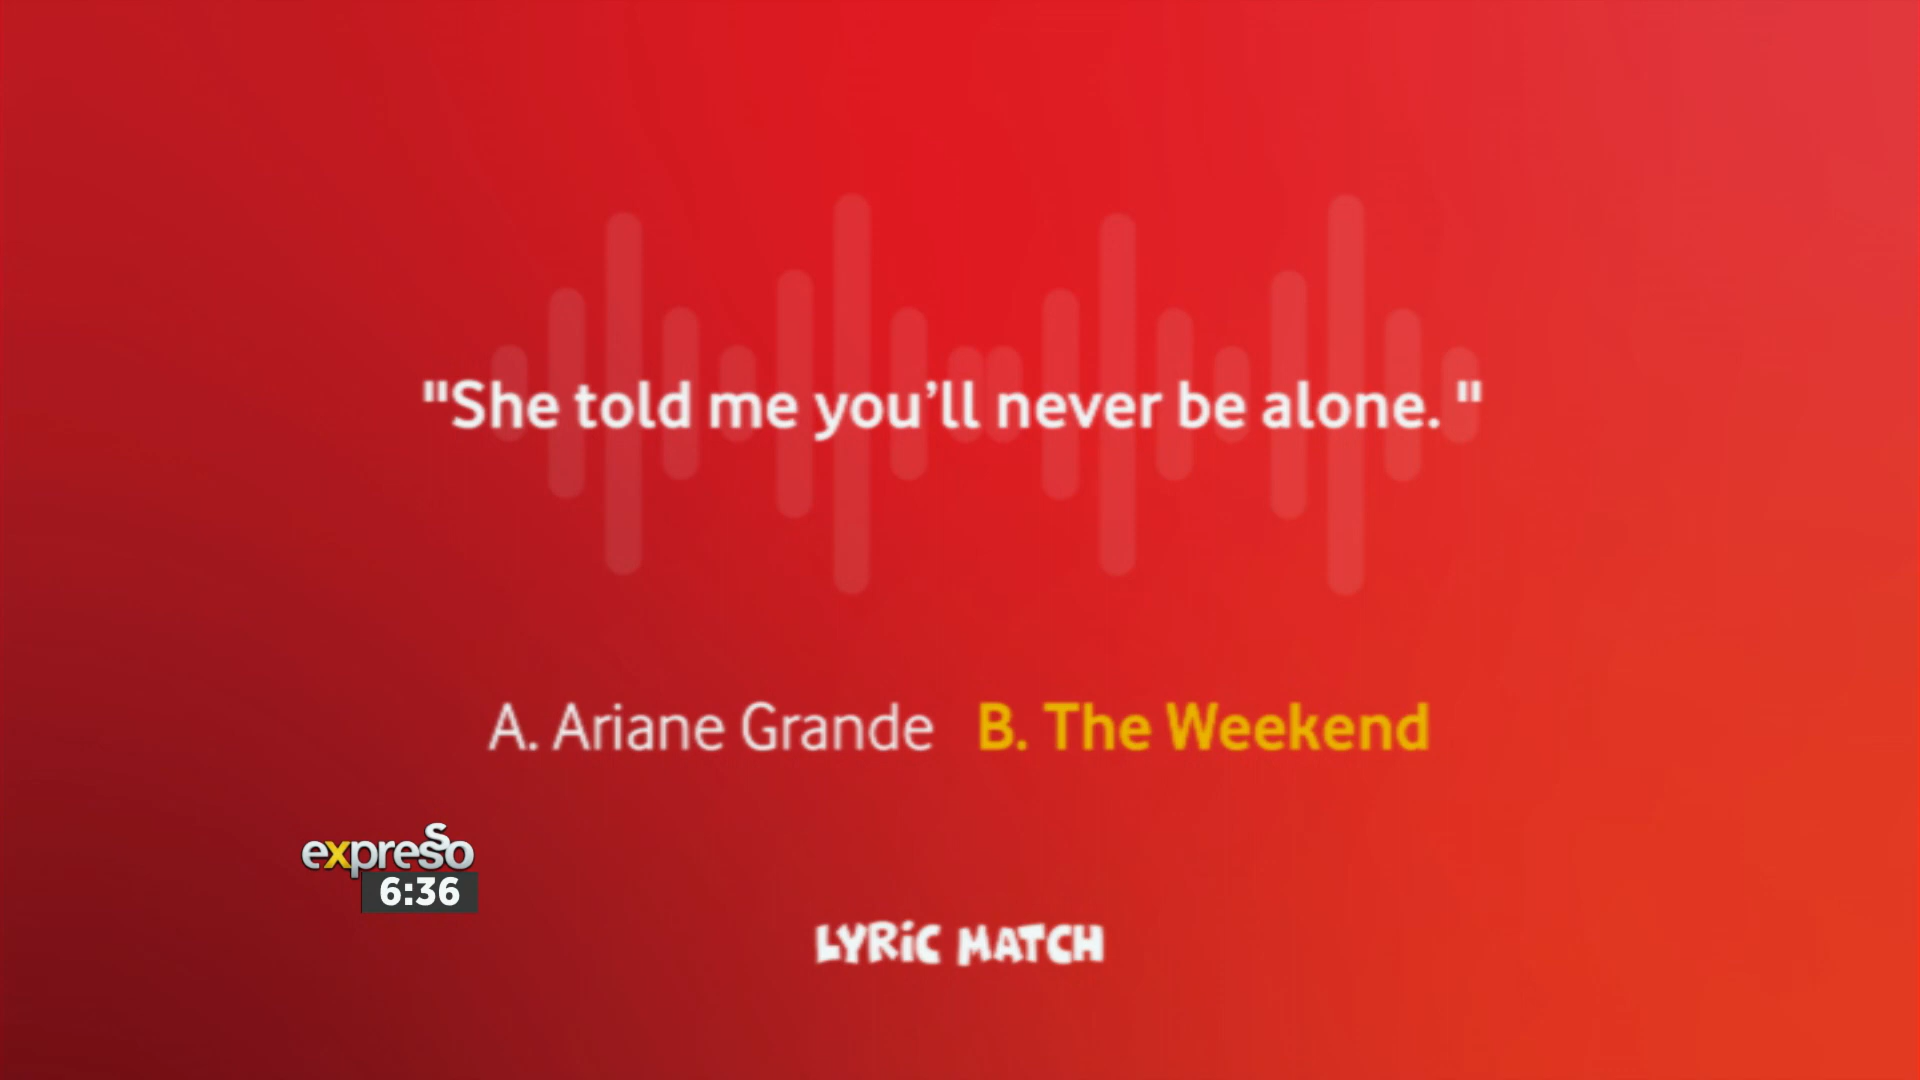 "She told me you’ll never be alone. "
A. Ariane Grande B. The Weekend
expresso
6:36
LYRiC MATCH